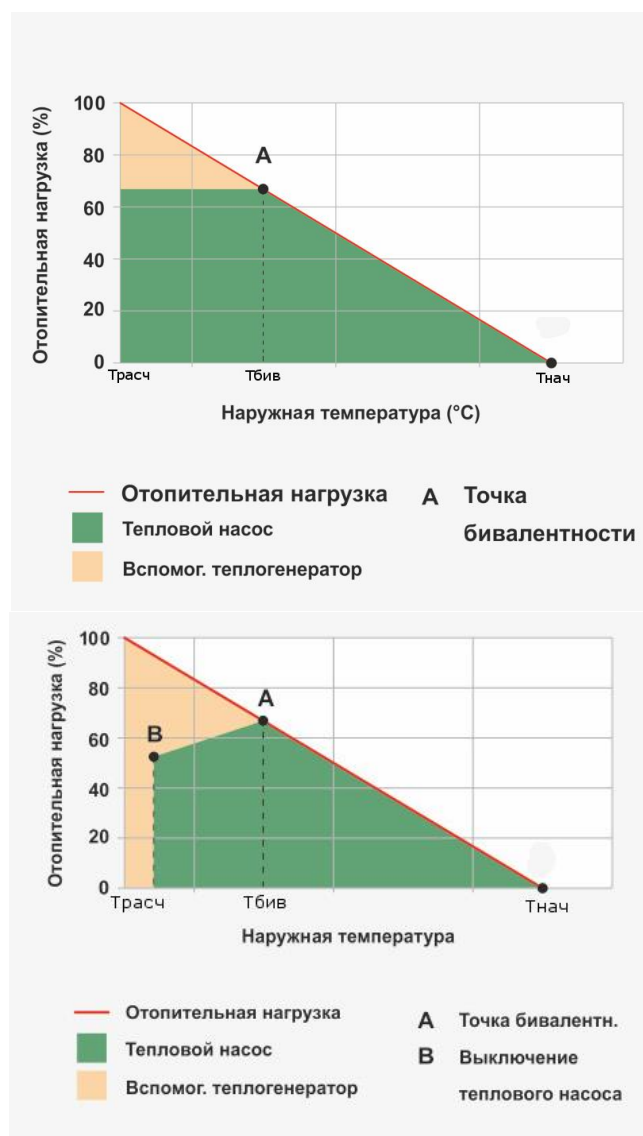 Отопительная нагрузка (%)
100
80
60
40
20
0
A
Трасч
Тбив
Тнач
Наружная температура (°C)
Отопительная нагрузка
Тепловой насос
Вспомог. теплогенератор
A Точка
бивалентности
Отопительная нагрузка (%)
100
80
60
40
20
0
A
B
Трасч
Тбив
Тнач
Наружная температура
Отопительная нагрузка
Тепловой насос
Вспомог. теплогенератор
A Точка бивалентн.
B Выключение
теплового насоса